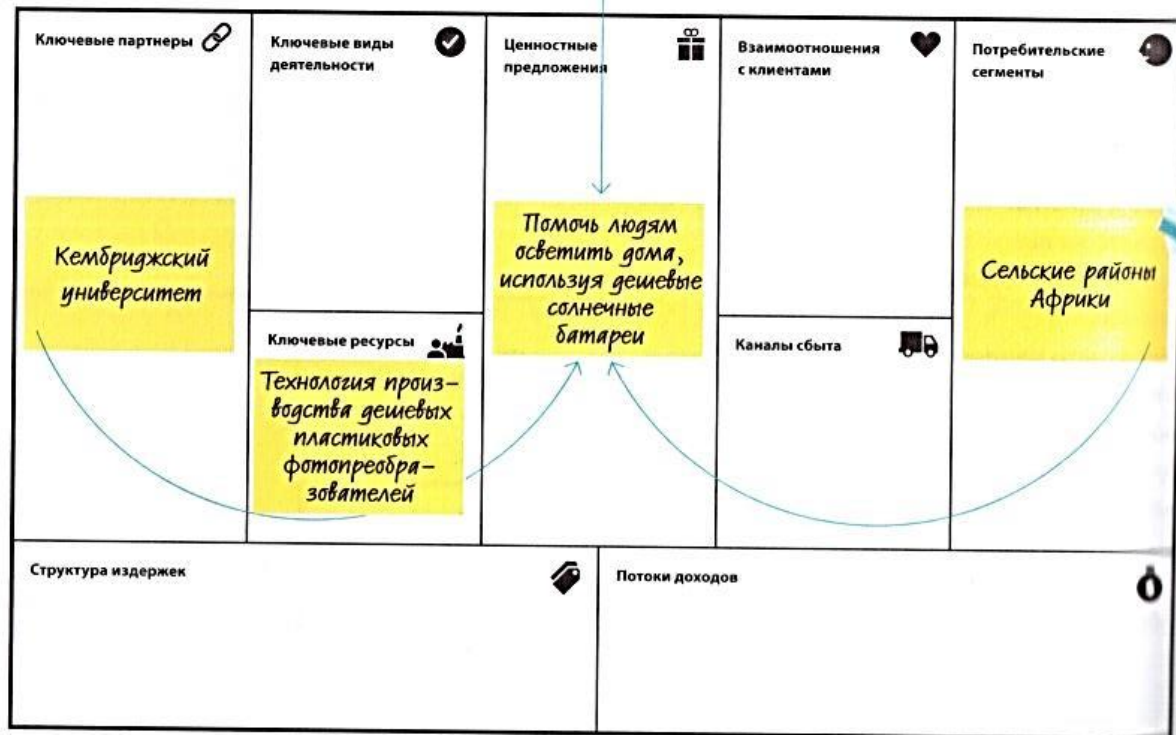 Ключевые партнеры
Ключевые виды
деятельности
Ценностные
предложения
Взаимоотношения
с клиентами
Потребительские
сегменты
Кембриджский
университет
Помочь людям
осветить дома,
используя дешевые
солнечные
батареи
Сельские районы
Африки
Ключевые ресурсы
Технология произ-
водства дешевых
пластиковых
фотопреобра-
зователей
Каналы сбыта
Структура издержек
Потоки доходов